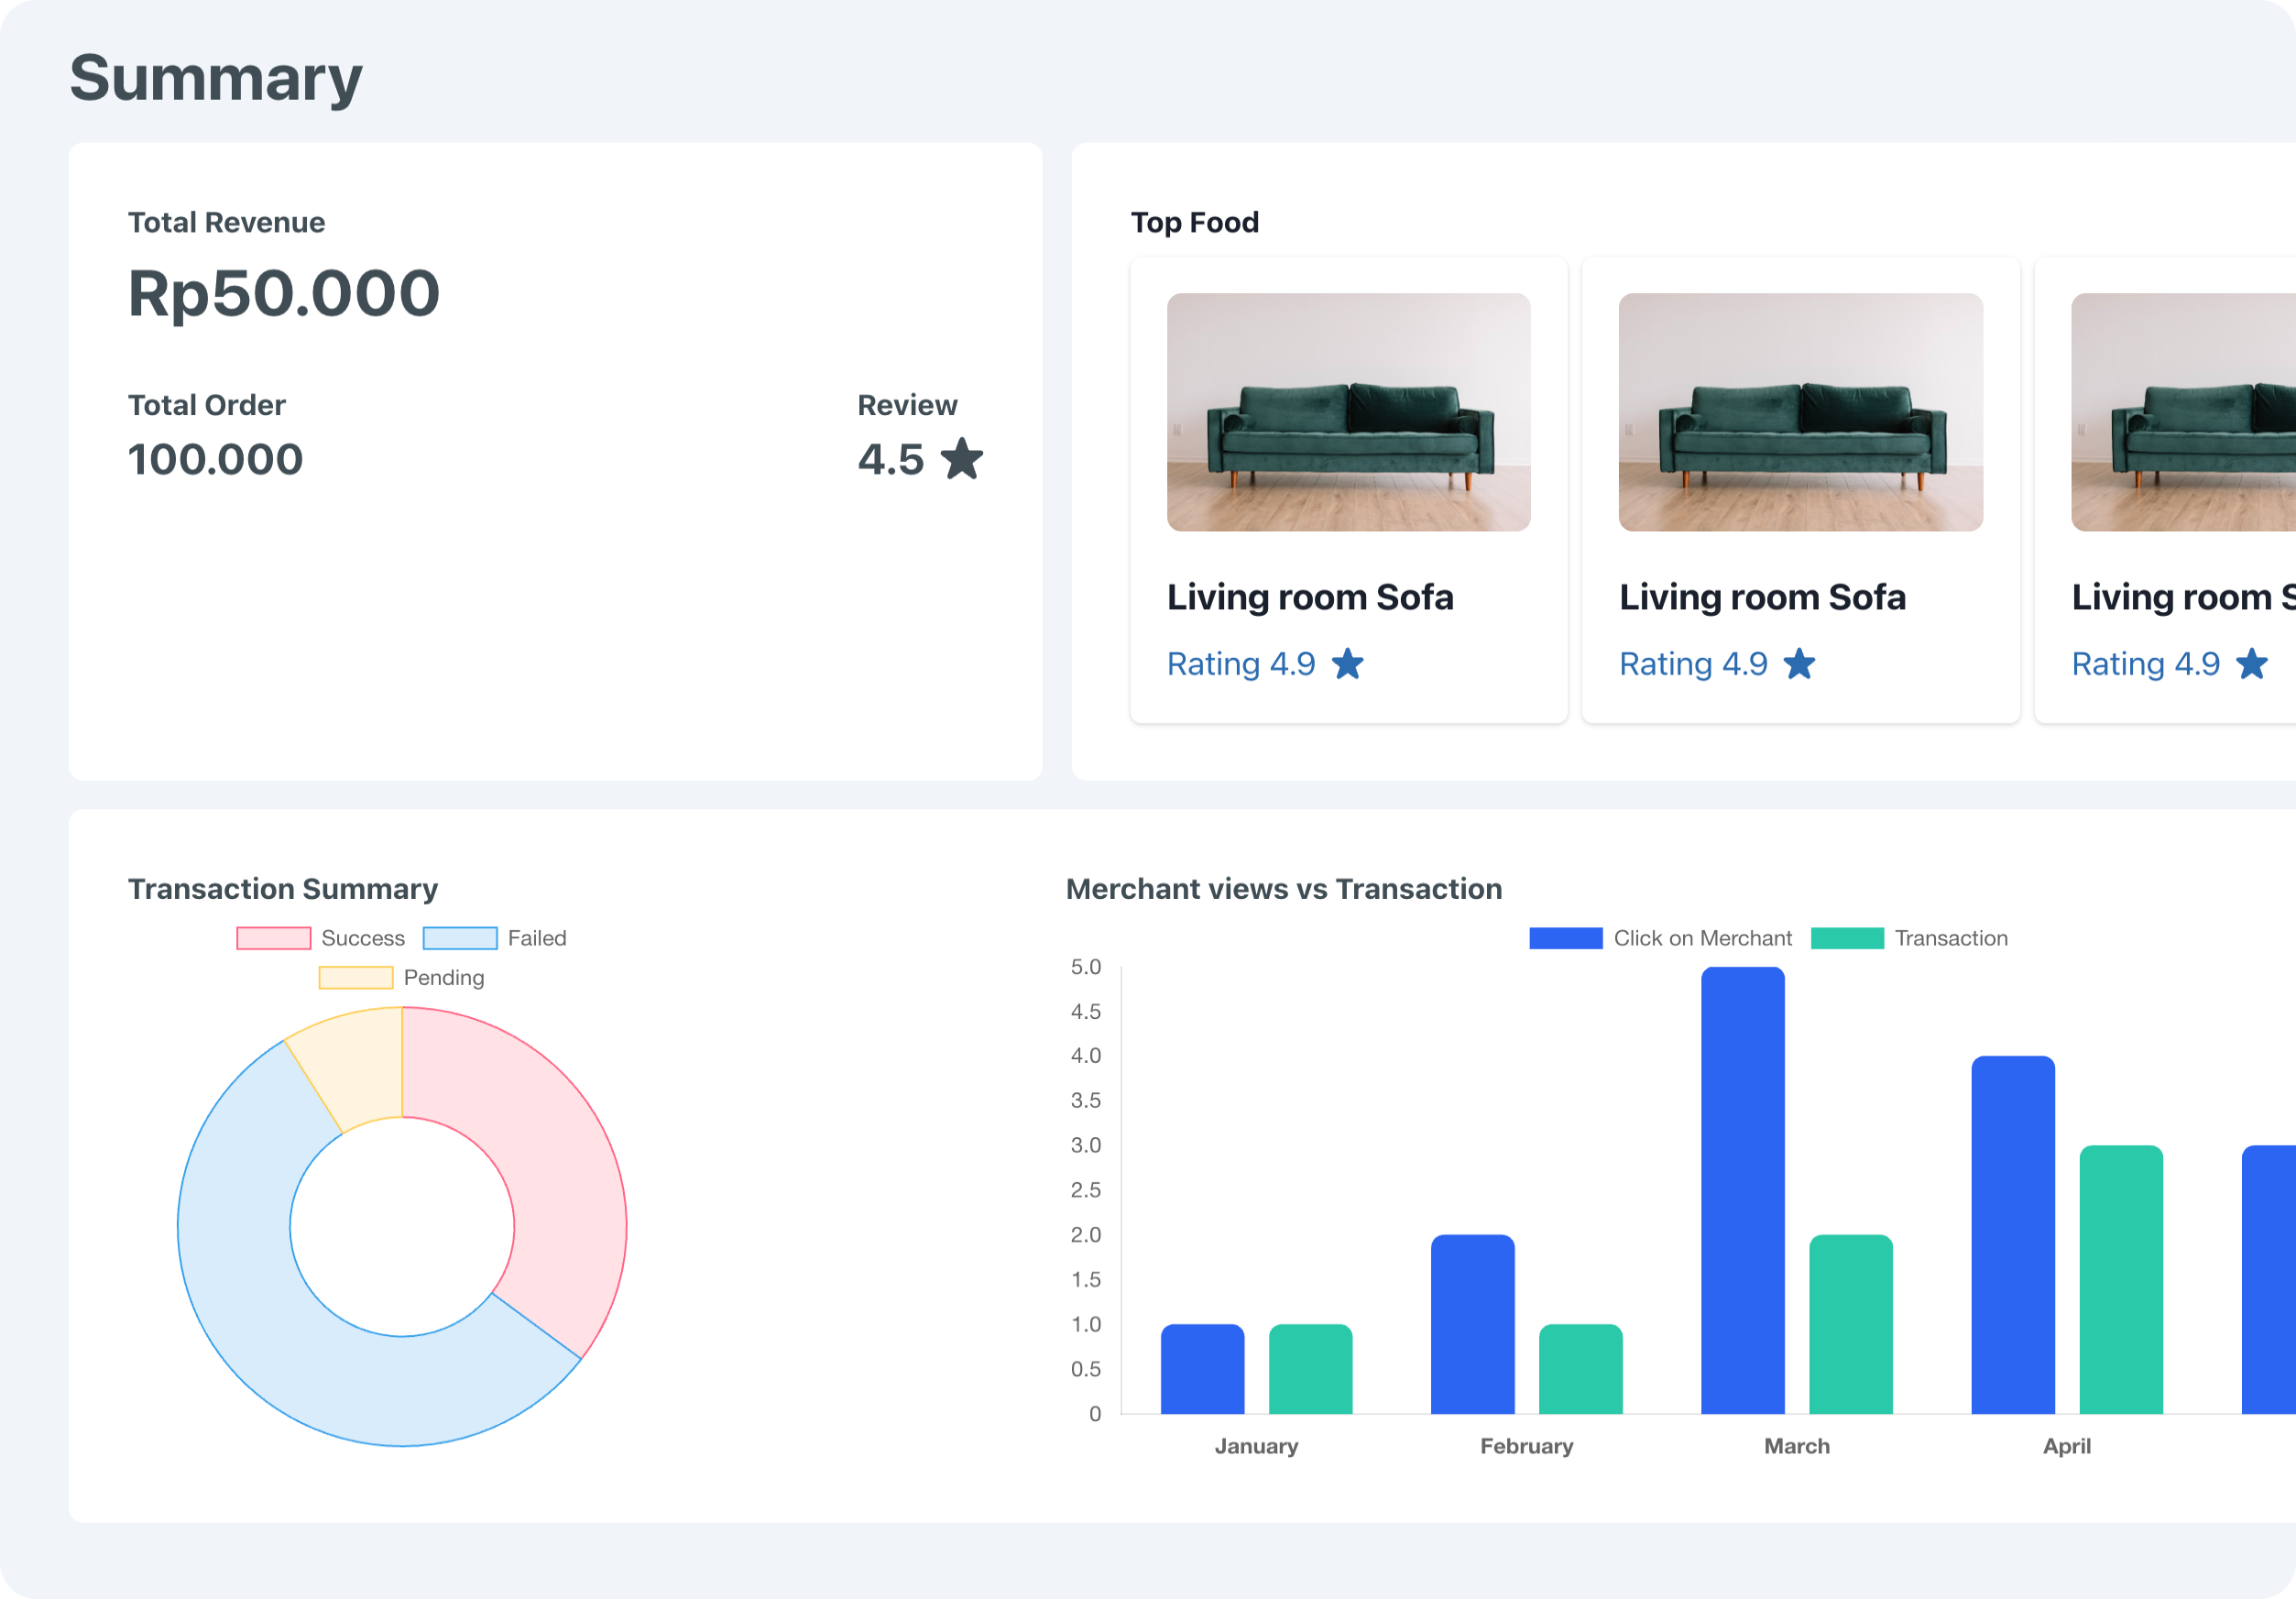 Summary
Total Revenue
Rp50.000
Total Order
100.000
Review
4.5
Top Food
Living room Sofa
Rating 4.9
Living room Sofa
Rating 4.9
Living room S
Rating 4.9
Transaction Summary
Success
Failed
Pending
Merchant views vs Transaction
Click on Merchant
Transaction
5.0
4.5
4.0
3.5
3.0
2.5
2.0
1.5
1.0
0.5
0
January
February
March
April